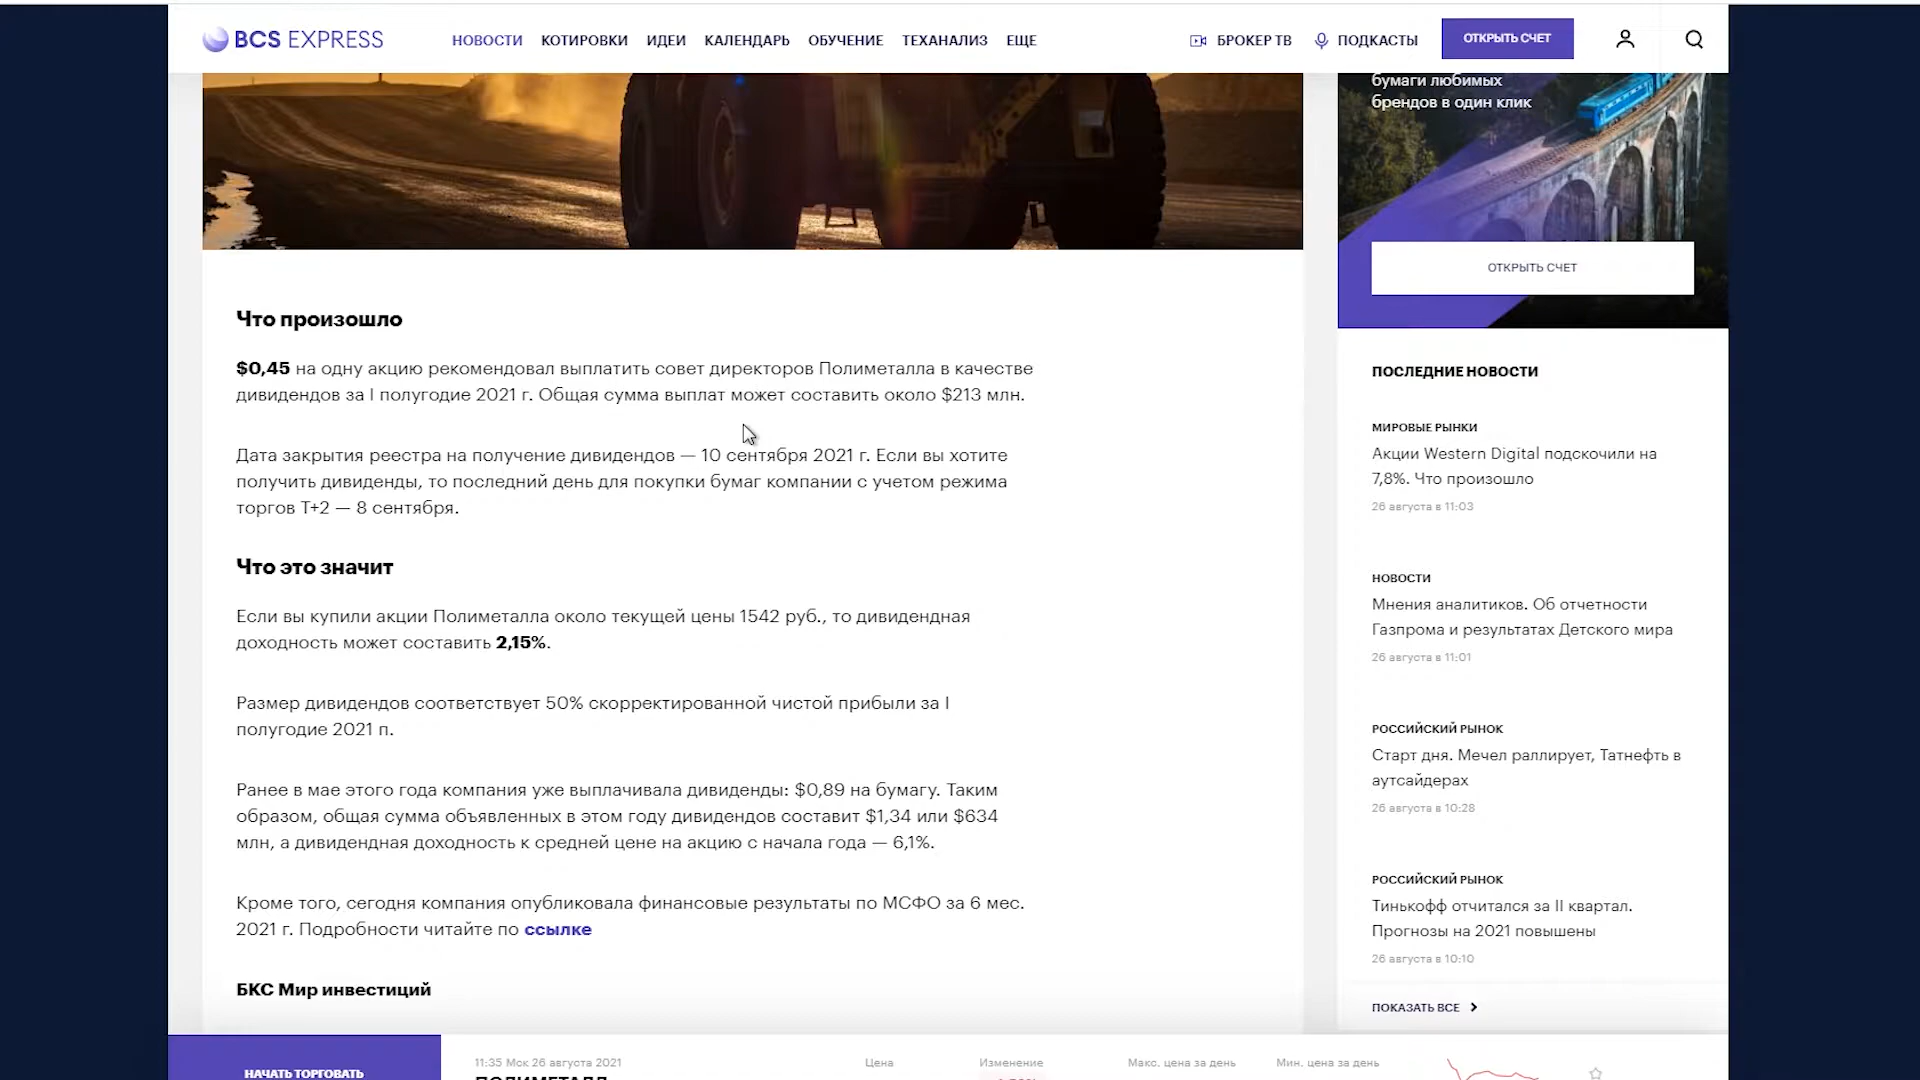 BCS EXPRESS
НОВОСТИ КОТИРОВКИ ИДЕИ КАЛЕНДАРЬ ОБУЧЕНИЕ ТЕХАНАЛИЗ ЕЩЕ
БРОКЕР ТВ ПОДКАСТЫ ОТКРЫТЬ СЧЕТ
бумаги любимых
брендов в один клик
ОТКРЫТЬ СЧЕТ
Что произошло
$0,45 на одну акцию рекомендовал выплатить совет директоров Полиметалла в качестве
дивидендов за I полугодие 2021 г. Общая сумма выплат может составить около $213 млн.
Дата закрытия реестра на получение дивидендов — 10 сентября 2021 г. Если вы хотите
получить дивиденды, то последний день для покупки бумаг компании с учетом режима
торгов Т+2 — 8 сентября.
Что это значит
Если вы купили акции Полиметалла около текущей цены 1542 руб., то дивидендная
доходность может составить 2,15%.
Размер дивидендов соответствует 50% скорректированной чистой прибыли за I
полугодие 2021 п.
Ранее в мае этого года компания уже выплачивала дивиденды: $0,89 на бумагу. Таким
образом, общая сумма объявленных в этом году дивидендов составит $1,34 или $634
млн, а дивидендная доходность к средней цене на акцию с начала года — 6,1%.
Кроме того, сегодня компания опубликовала финансовые результаты по МСФО за 6 мес.
2021 г. Подробности читайте по ссылке
БКС Мир инвестиций
ПОСЛЕДНИЕ НОВОСТИ
МИРОВЫЕ РЫНКИ
Акции Western Digital подскочили на
7,8%. Что произошло
26 августа в 11:03
НОВОСТИ
Мнения аналитиков. Об отчетности
Газпрома и результатах Детского мира
26 августа в 11:01
РОССИЙСКИЙ РЫНОК
Старт дня. Мечел раллирует, Татнефть в
аутсайдерах
26 августа в 10:28
РОССИЙСКИЙ РЫНОК
Тинькофф отчитался за II квартал.
Прогнозы на 2021 повышены
26 августа в 10:10
ПОКАЗАТЬ ВСЕ
НАЧАТЬ ТОРГОВАТЬ
11:35 Мск 26 августа 2021
ПОЛИМЕТАЛЛ
Цена Изменение Макс. цена за день Мин. цена за день